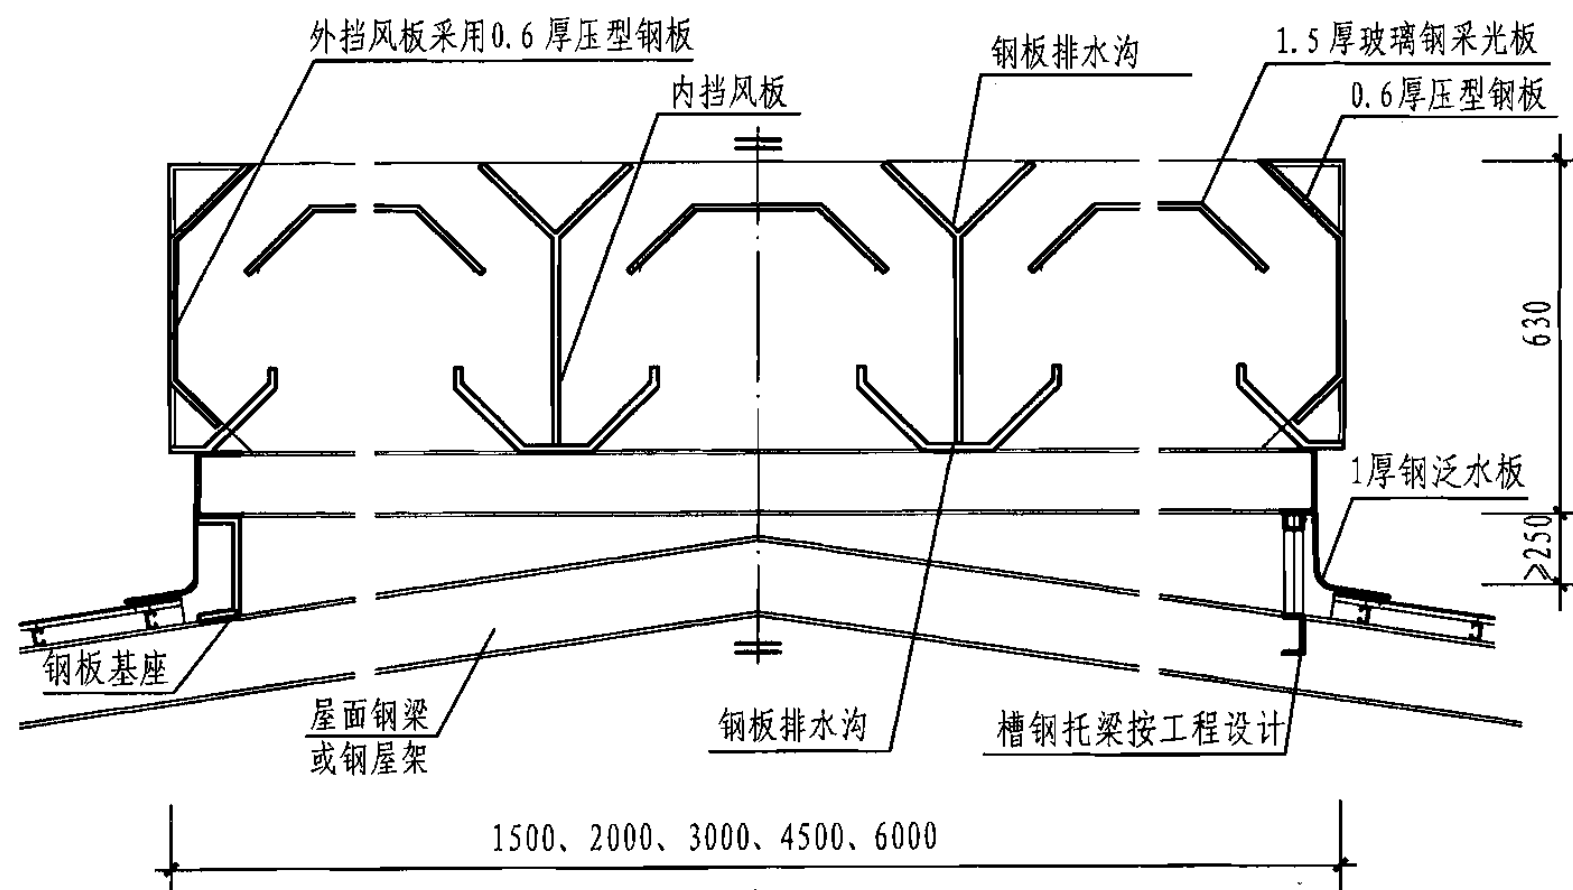 外挡风板采用0.6厚压型钢板
内挡风板
钢板排水沟
1.5厚玻璃钢采光板
0.6厚压型钢板
630
1厚钢泛水板
≥250
钢板基座
屋面钢梁
或钢屋架
钢板排水沟
槽钢托梁按工程设计
1500、2000、3000、4500、6000